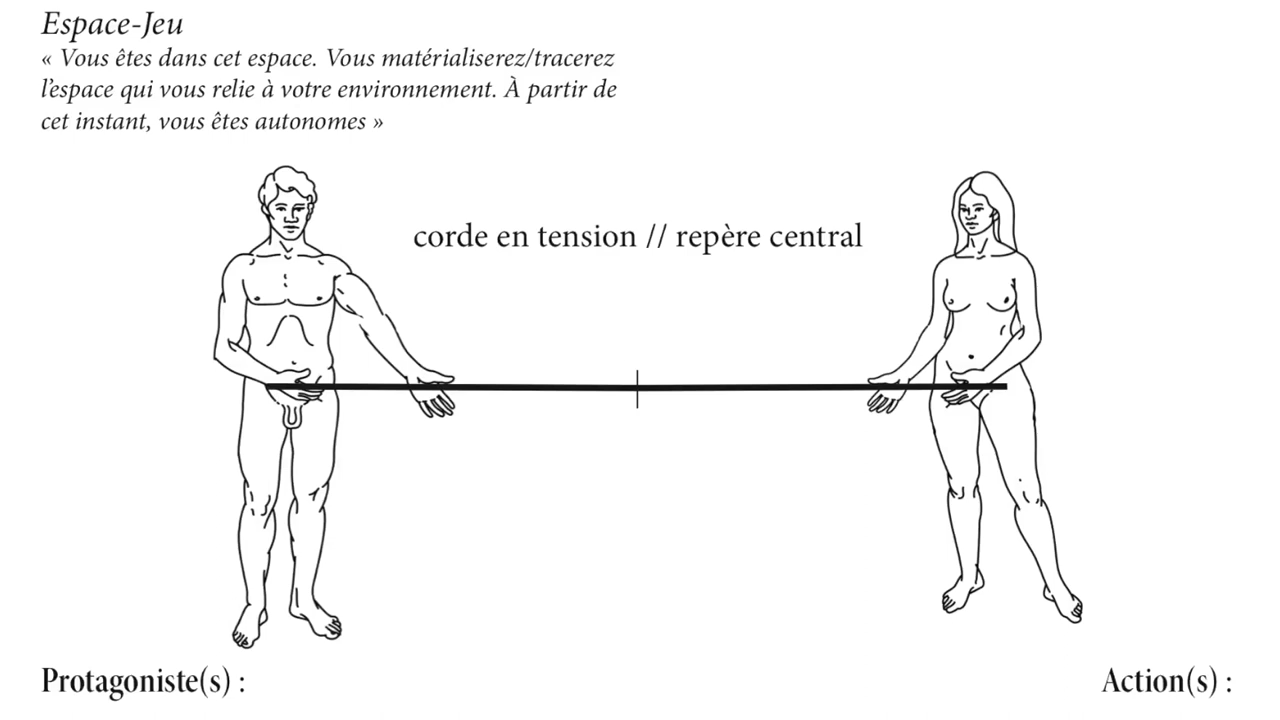 Espace-Jeu
« Vous êtes dans cet espace. Vous matérialiserez/tracerez
l'espace qui vous relie à votre environnement. À partir de
cet instant, vous êtes autonomes »
corde en tension // repère central
Protagoniste(s) :
Action(s) :